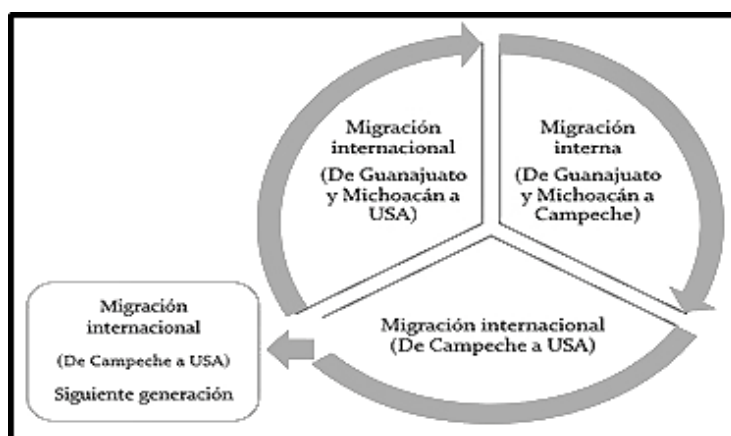 Migración
internacional
(De Guanajuato
y Michoacán a
USA)
Migración
interna
(De Guanajuato
y Michoacán a
Campeche)
Migración internacional
(De Campeche a USA)
Migración
internacional
(De Campeche a USA)
Siguiente generación